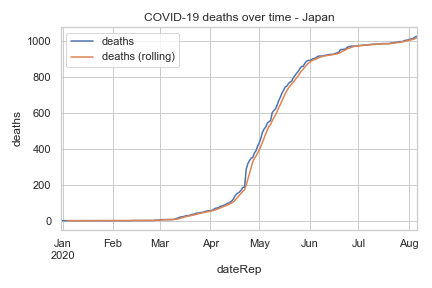 COVID-19 deaths over time - Japan
deaths
deaths (rolling)
deaths
1000
800
600
400
200
0
Jan Feb Mar Apr May Jun Jul Aug
2020
dateRep